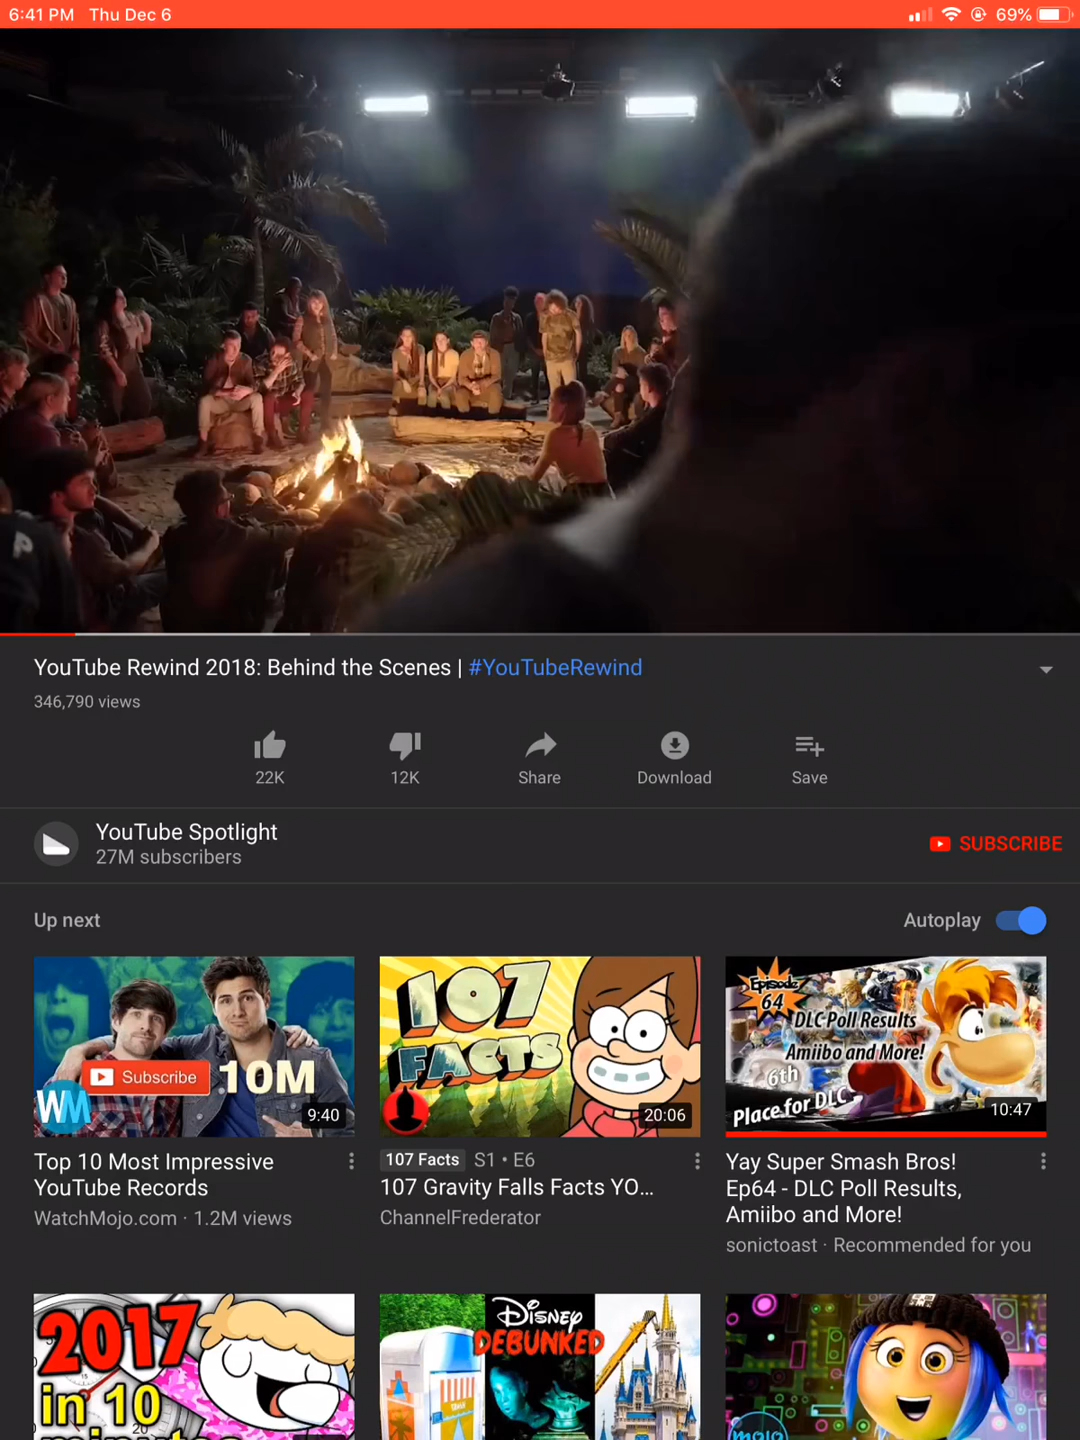 6:41 PM Thu Dec 6
69%
P
YouTube Rewind 2018: Behind the Scenes | #YouTubeRewind
346,790 views
22K
12K
Share
Download
Save
YouTube Spotlight
27M subscribers
SUBSCRIBE
Up next
Autoplay
WM
Subscribe
10M
9:40
Top 10 Most Impressive
YouTube Records
WatchMojo.com · 1.2M views
107
FACTS
20:06
107 Facts S1 • E6
107 Gravity Falls Facts YO...
ChannelFrederator
Episode
64
DLC Poll Results
Amiibo and More!
6th
Place for DLC
10:47
Yay Super Smash Bros!
Ep64 - DLC Poll Results,
Amiibo and More!
sonictoast · Recommended for you
2017
in 10
Disney
DEBUNKED
mojo